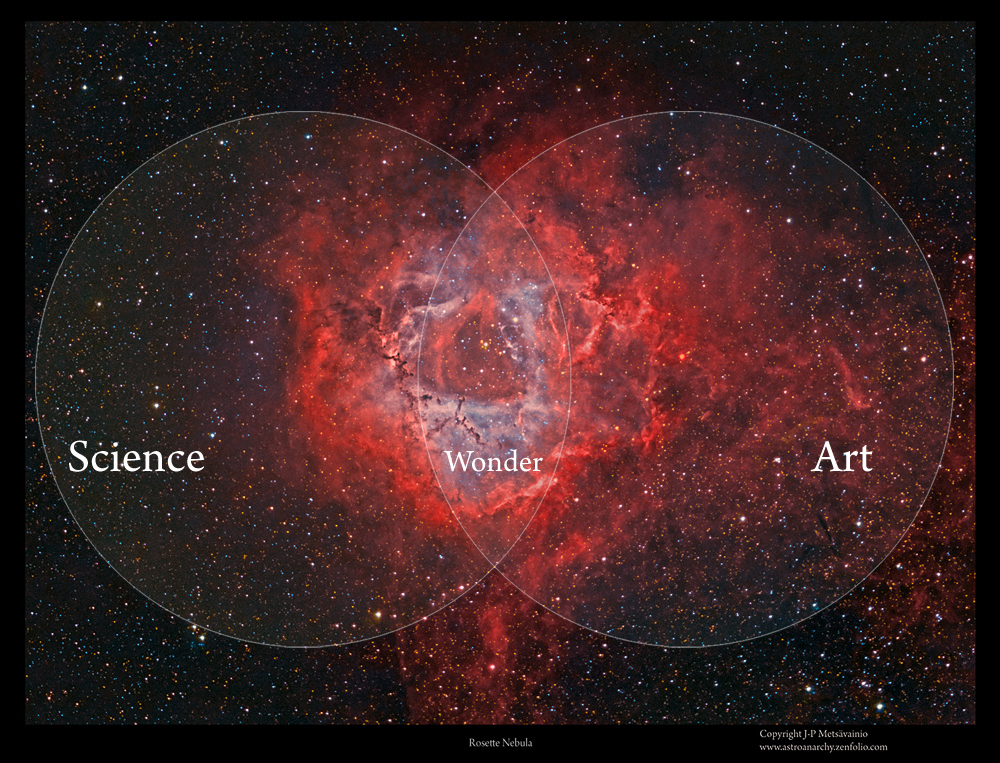 Science
Wonder
Art
Rosette Nebula
Copyright J-P Metsävainio
www.astroanarchy.zenfolio.com